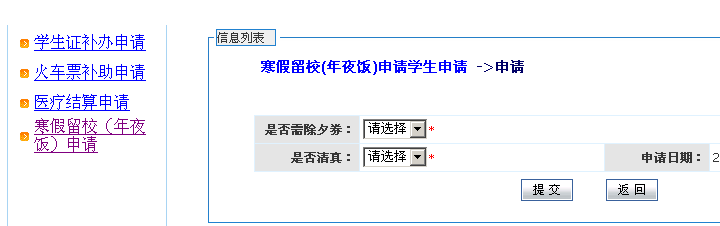 学生证补办申请
火车票补助申请
医疗结算申请
寒假留校（年夜
饭）申请
信息列表
寒假留校(年夜饭)申请学生申请 ->申请
是否需除夕券： 请选择 *
是否清真： 请选择 * 申请日期： 2
提 交 返 回